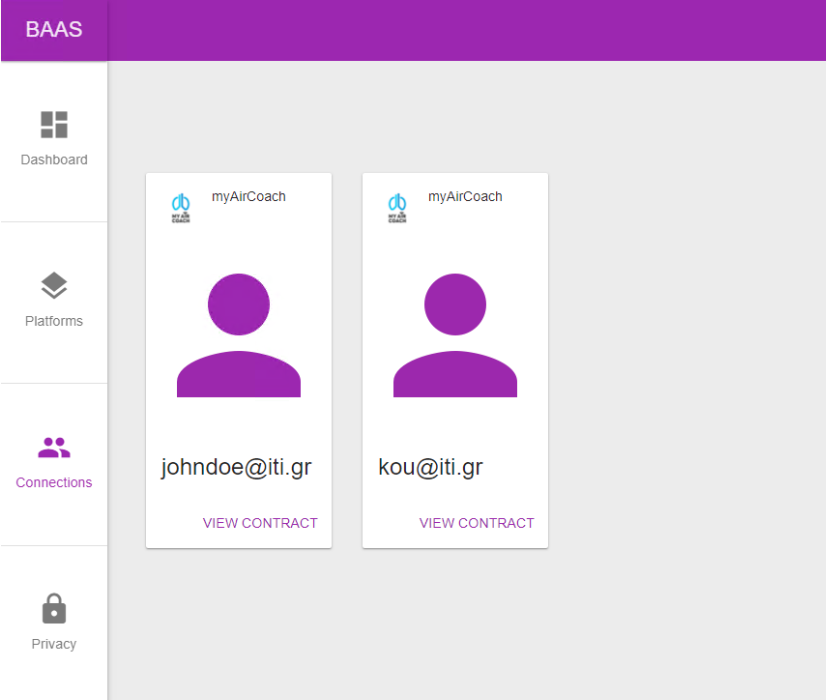 BAAS
Dashboard
Platforms
Connections
Privacy
myAirCoach
MY AIR
COACH
johndoe@iti.gr
VIEW CONTRACT
myAirCoach
MY AIR
COACH
kou@iti.gr
VIEW CONTRACT